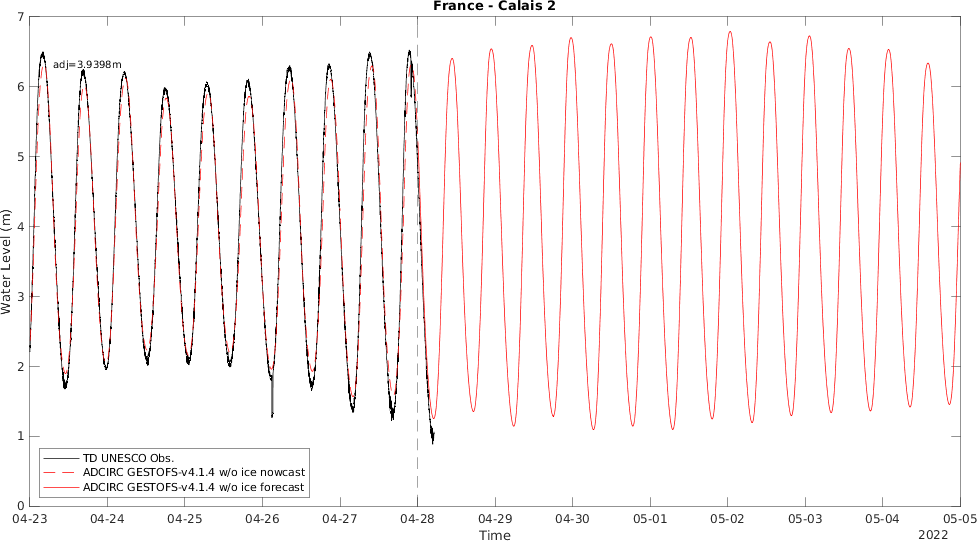 France - Calais 2
adj=3.9398m
7
6
5
4
3
2
1
0
Water Level (m)
TD UNESCO Obs.
ADCIRC GESTOFS-v4.1.4 w/o ice nowcast
ADCIRC GESTOFS-v4.1.4 w/o ice forecast
04-23 04-24 04-25 04-26 04-27 04-28 04-29 04-30 05-01 05-02 05-03 05-04 05-05
Time
2022